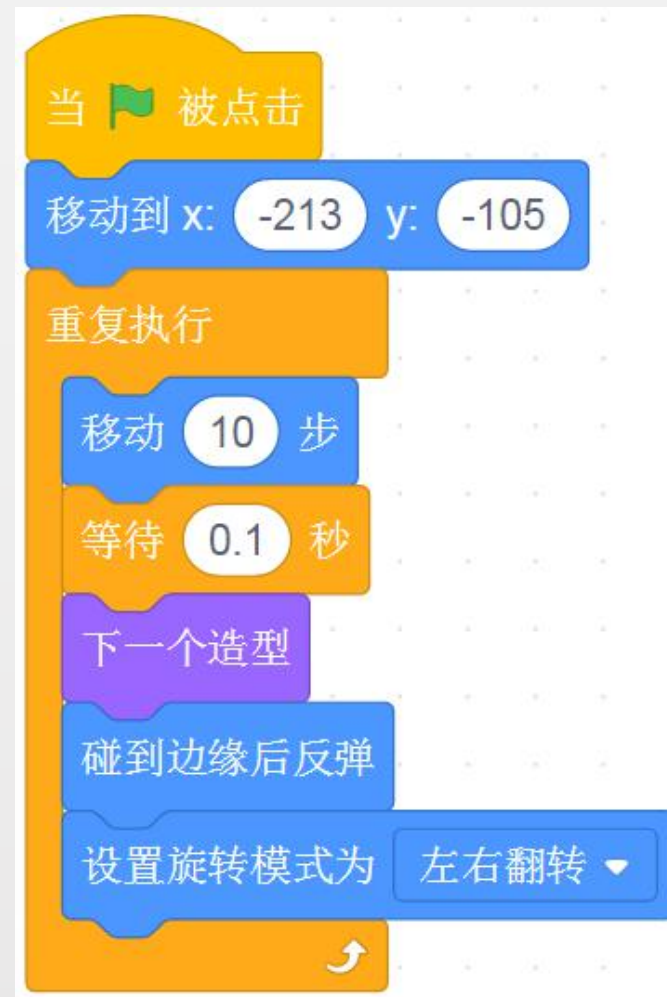 当 被点击
移动到 x: -213 y: -105
重复执行
移动 10 步
等待 0.1 秒
下一个造型
碰到边缘后反弹
设置旋转模式为 左右翻转